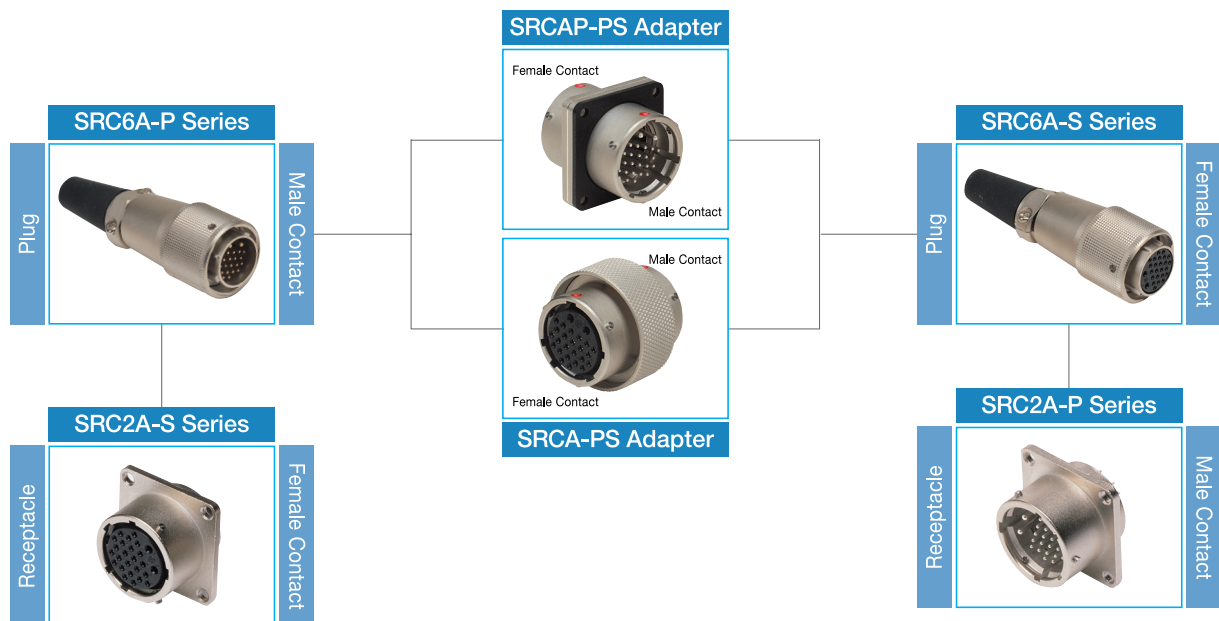 SRCAP-PS Adapter
Female Contact
Male Contact
SRC6A-P Series
Plug
Male Contact
SRC6A-S Series
Plug
Female Contact
Male Contact
Female Contact
SRCA-PS Adapter
SRC2A-S Series
Receptacle
Female Contact
SRC2A-P Series
Receptacle
Male Contact